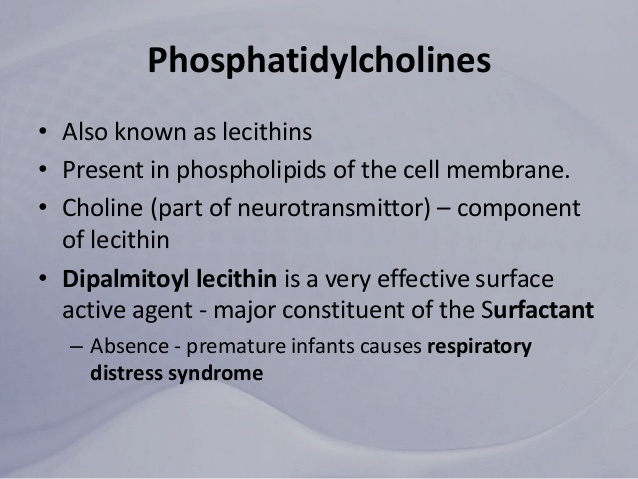 Phosphatidylcholines
• Also known as lecithins
• Present in phospholipids of the cell membrane.
• Choline (part of neurotransmittor) – component
of lecithin
• Dipalmitoyl lecithin is a very effective surface
active agent - major constituent of the Surfactant
– Absence - premature infants causes respiratory
distress syndrome